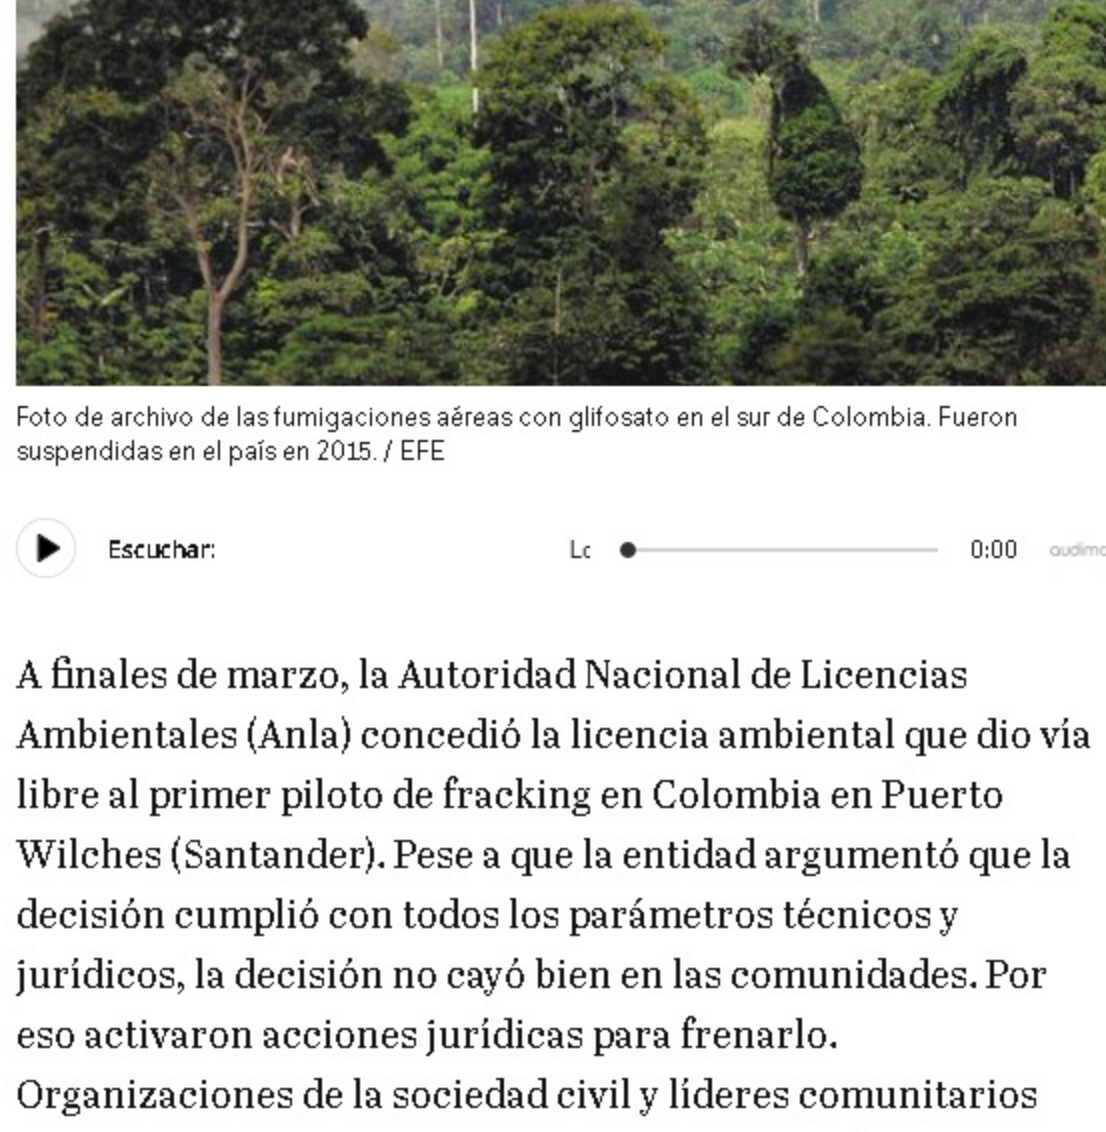 Foto de archivo de las fumigaciones aéreas con glifosato en el sur de Colombia. Fueron
suspendidas en el país en 2015. / EFE
Escuchar: Lc 0:00
A finales de marzo, la Autoridad Nacional de Licencias
Ambientales (Anla) concedió la licencia ambiental que dio vía
libre al primer piloto de fracking en Colombia en Puerto
Wilches (Santander). Pese a que la entidad argumentó que la
decisión cumplió con todos los parámetros técnicos y
jurídicos, la decisión no cayó bien en las comunidades. Por
eso activaron acciones jurídicas para frenarlo.
Organizaciones de la sociedad civil y líderes comunitarios